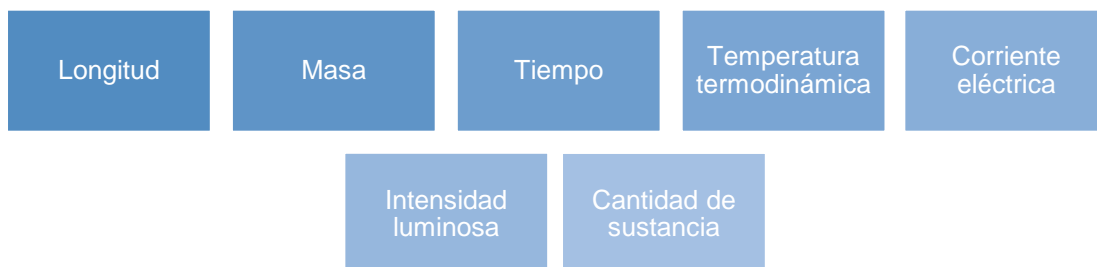 Longitud
Masa
Tiempo
Temperatura
termodinámica
Corriente
eléctrica
Intensidad
luminosa
Cantidad de
sustancia